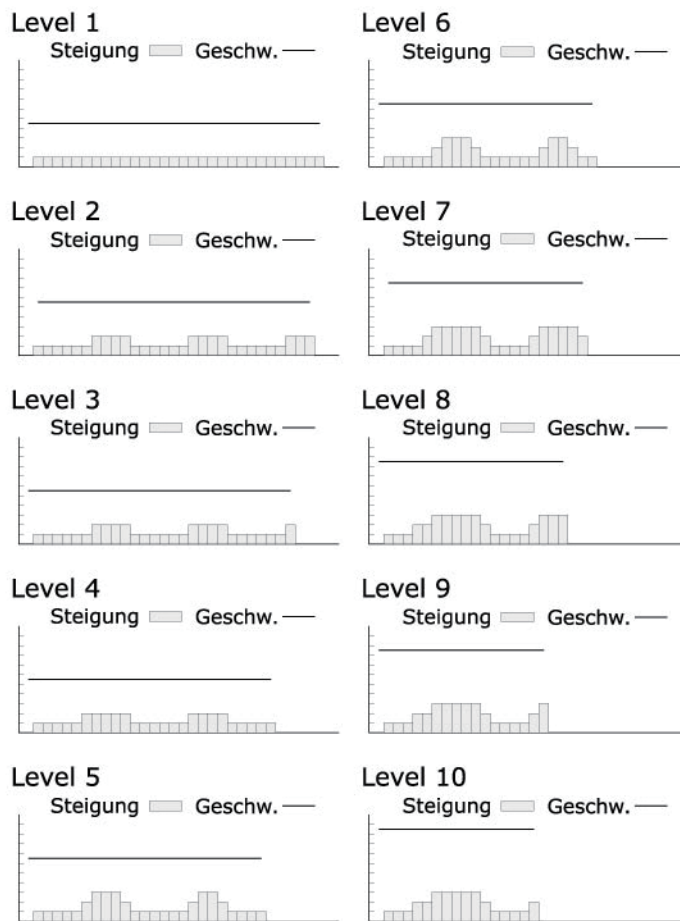 Level 1
Steigung Geschw.
Level 2
Steigung Geschw.
Level 3
Steigung Geschw.
Level 4
Steigung Geschw.
Level 5
Steigung Geschw.
Level 6
Steigung Geschw.
Level 7
Steigung Geschw.
Level 8
Steigung Geschw.
Level 9
Steigung Geschw.
Level 10
Steigung Geschw.